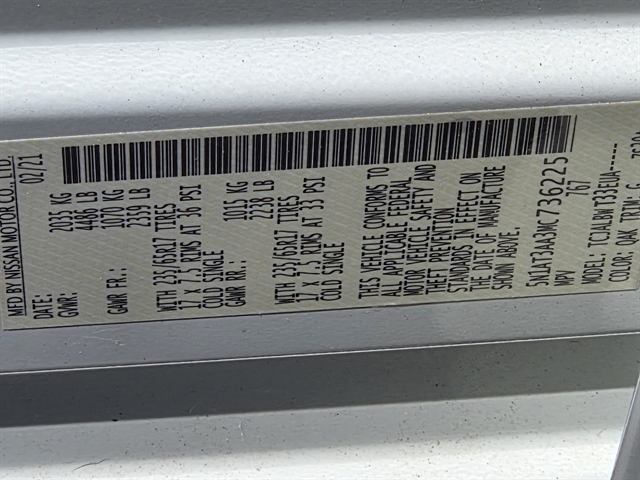 MFD BY NISSAN MOTOR CO., LTD.
DATE: 02/21
GWR: 2035 KG
4486 LB
GAWR FR: 1070 KG
2359 LB
WITH 235/65R17 TIRES
17 X 7.5 RIMS AT 36 PSI
COLD SINGLE
GAWR RR: 1015 KG
2238 LB
WITH 235/65R17 TIRES
17 X 7.5 RIMS AT 33 PSI
COLD SINGLE
THIS VEHICLE CONFORMS TO
ALL APPLICABLE FEDERAL
MOTOR VEHICLE SAFETY AND
THEFT PREVENTION
STANDARDS IN EFFECT ON
THE DATE OF MANUFACTURE
SHOWN ABOVE.
5N1AT3AA3MC736225
MPV 767
MODEL: TCJALBWT33EUA-----
COLOR: QAK TRIM: G